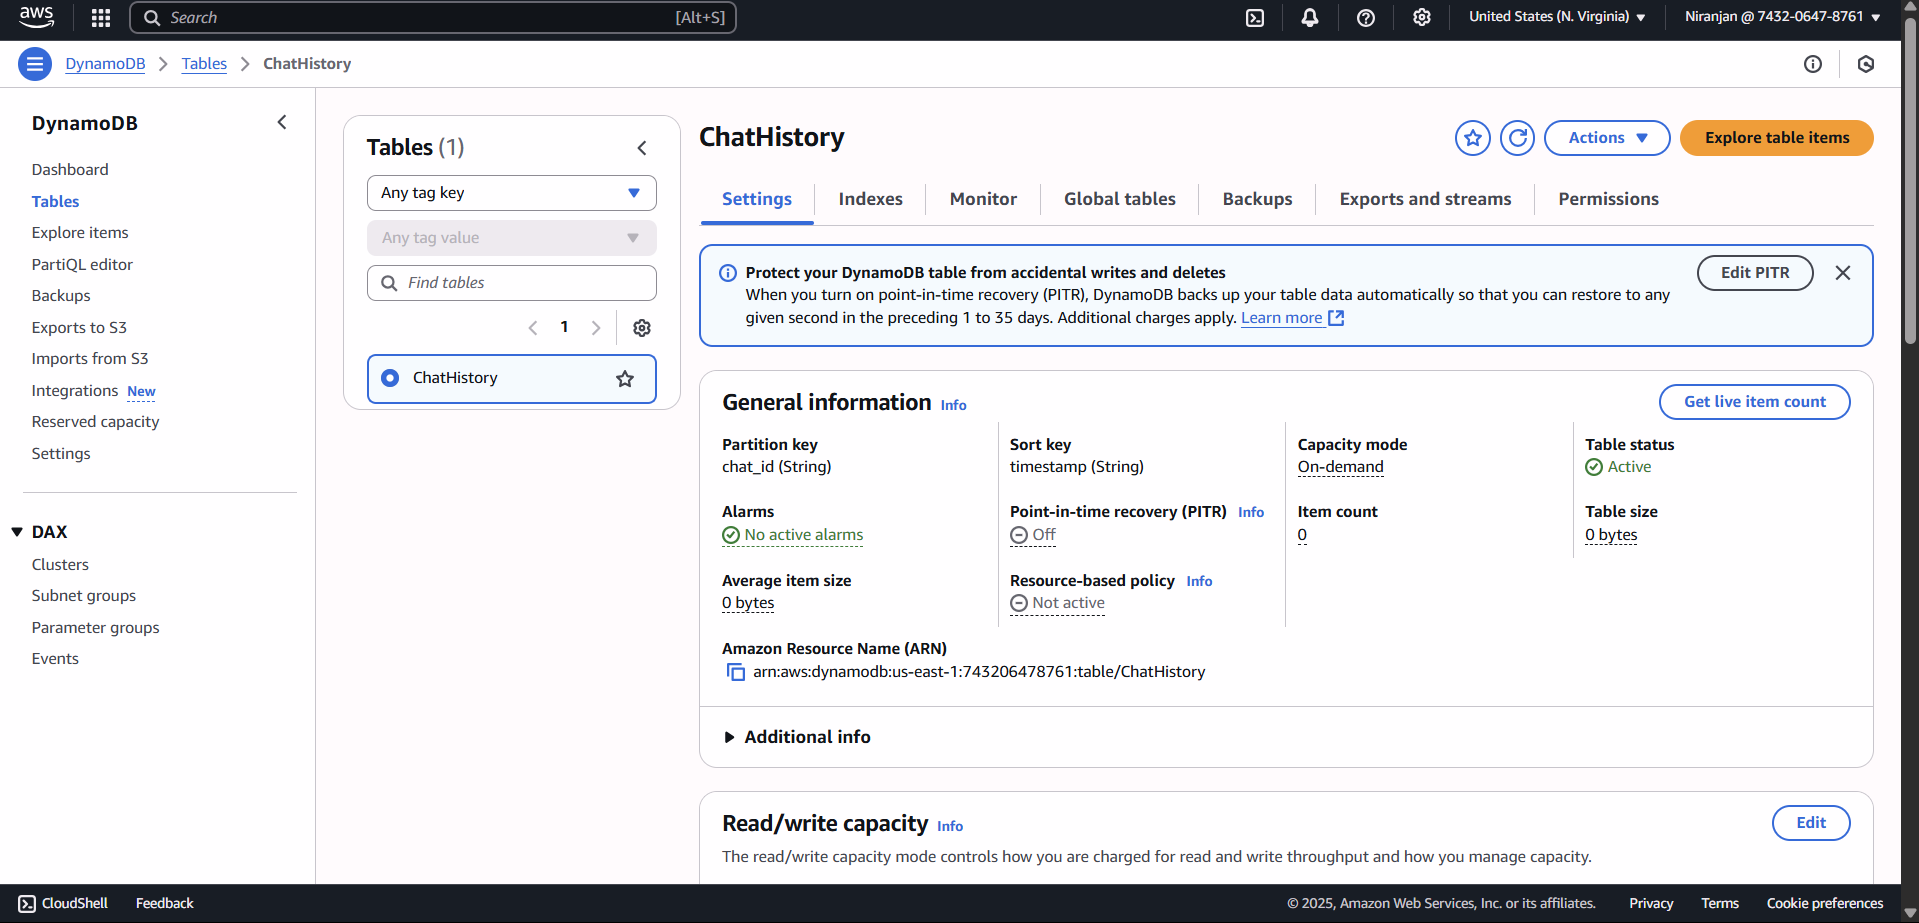 aws
Search [Alt+S]
United States (N. Virginia)
Niranjan @ 7432-0647-8761
DynamoDB
Tables
ChatHistory
DynamoDB
Dashboard
Tables
Explore items
PartiQL editor
Backups
Exports to S3
Imports from S3
Integrations New
Reserved capacity
Settings
DAX
Clusters
Subnet groups
Parameter groups
Events
Tables (1)
Any tag key
Any tag value
Find tables
1
ChatHistory
ChatHistory
Actions
Explore table items
Settings
Indexes
Monitor
Global tables
Backups
Exports and streams
Permissions
Protect your DynamoDB table from accidental writes and deletes
When you turn on point-in-time recovery (PITR), DynamoDB backs up your table data automatically so that you can restore to any
given second in the preceding 1 to 35 days. Additional charges apply. Learn more
Edit PITR
General information Info
Get live item count
Partition key
chat_id (String)
Sort key
timestamp (String)
Capacity mode
On-demand
Table status
Active
Alarms
No active alarms
Point-in-time recovery (PITR) Info
Off
Item count
0
Table size
0 bytes
Average item size
0 bytes
Resource-based policy Info
Not active
Amazon Resource Name (ARN)
arn:aws:dynamodb:us-east-1:743206478761:table/ChatHistory
Additional info
Read/write capacity Info
Edit
The read/write capacity mode controls how you are charged for read and write throughput and how you manage capacity.
CloudShell
Feedback
© 2025, Amazon Web Services, Inc. or its affiliates.
Privacy
Terms
Cookie preferences